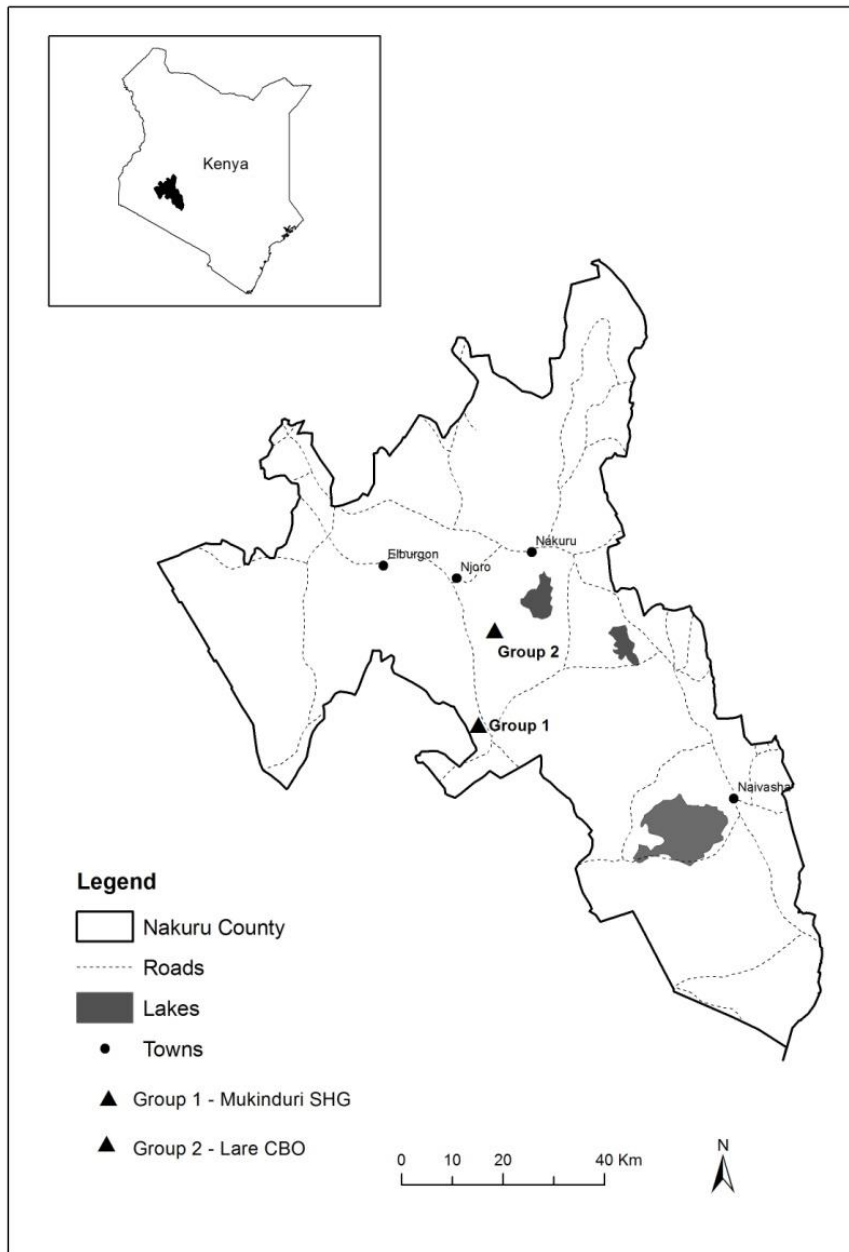 Kenya
Nakuru
Elburgon
Njoro
Group 2
Group 1
Naivasha
Legend
Nakuru County
Roads
Lakes
Towns
Group 1 - Mukinduri SHG
Group 2 - Lare CBO
0 10 20 40 Km
N